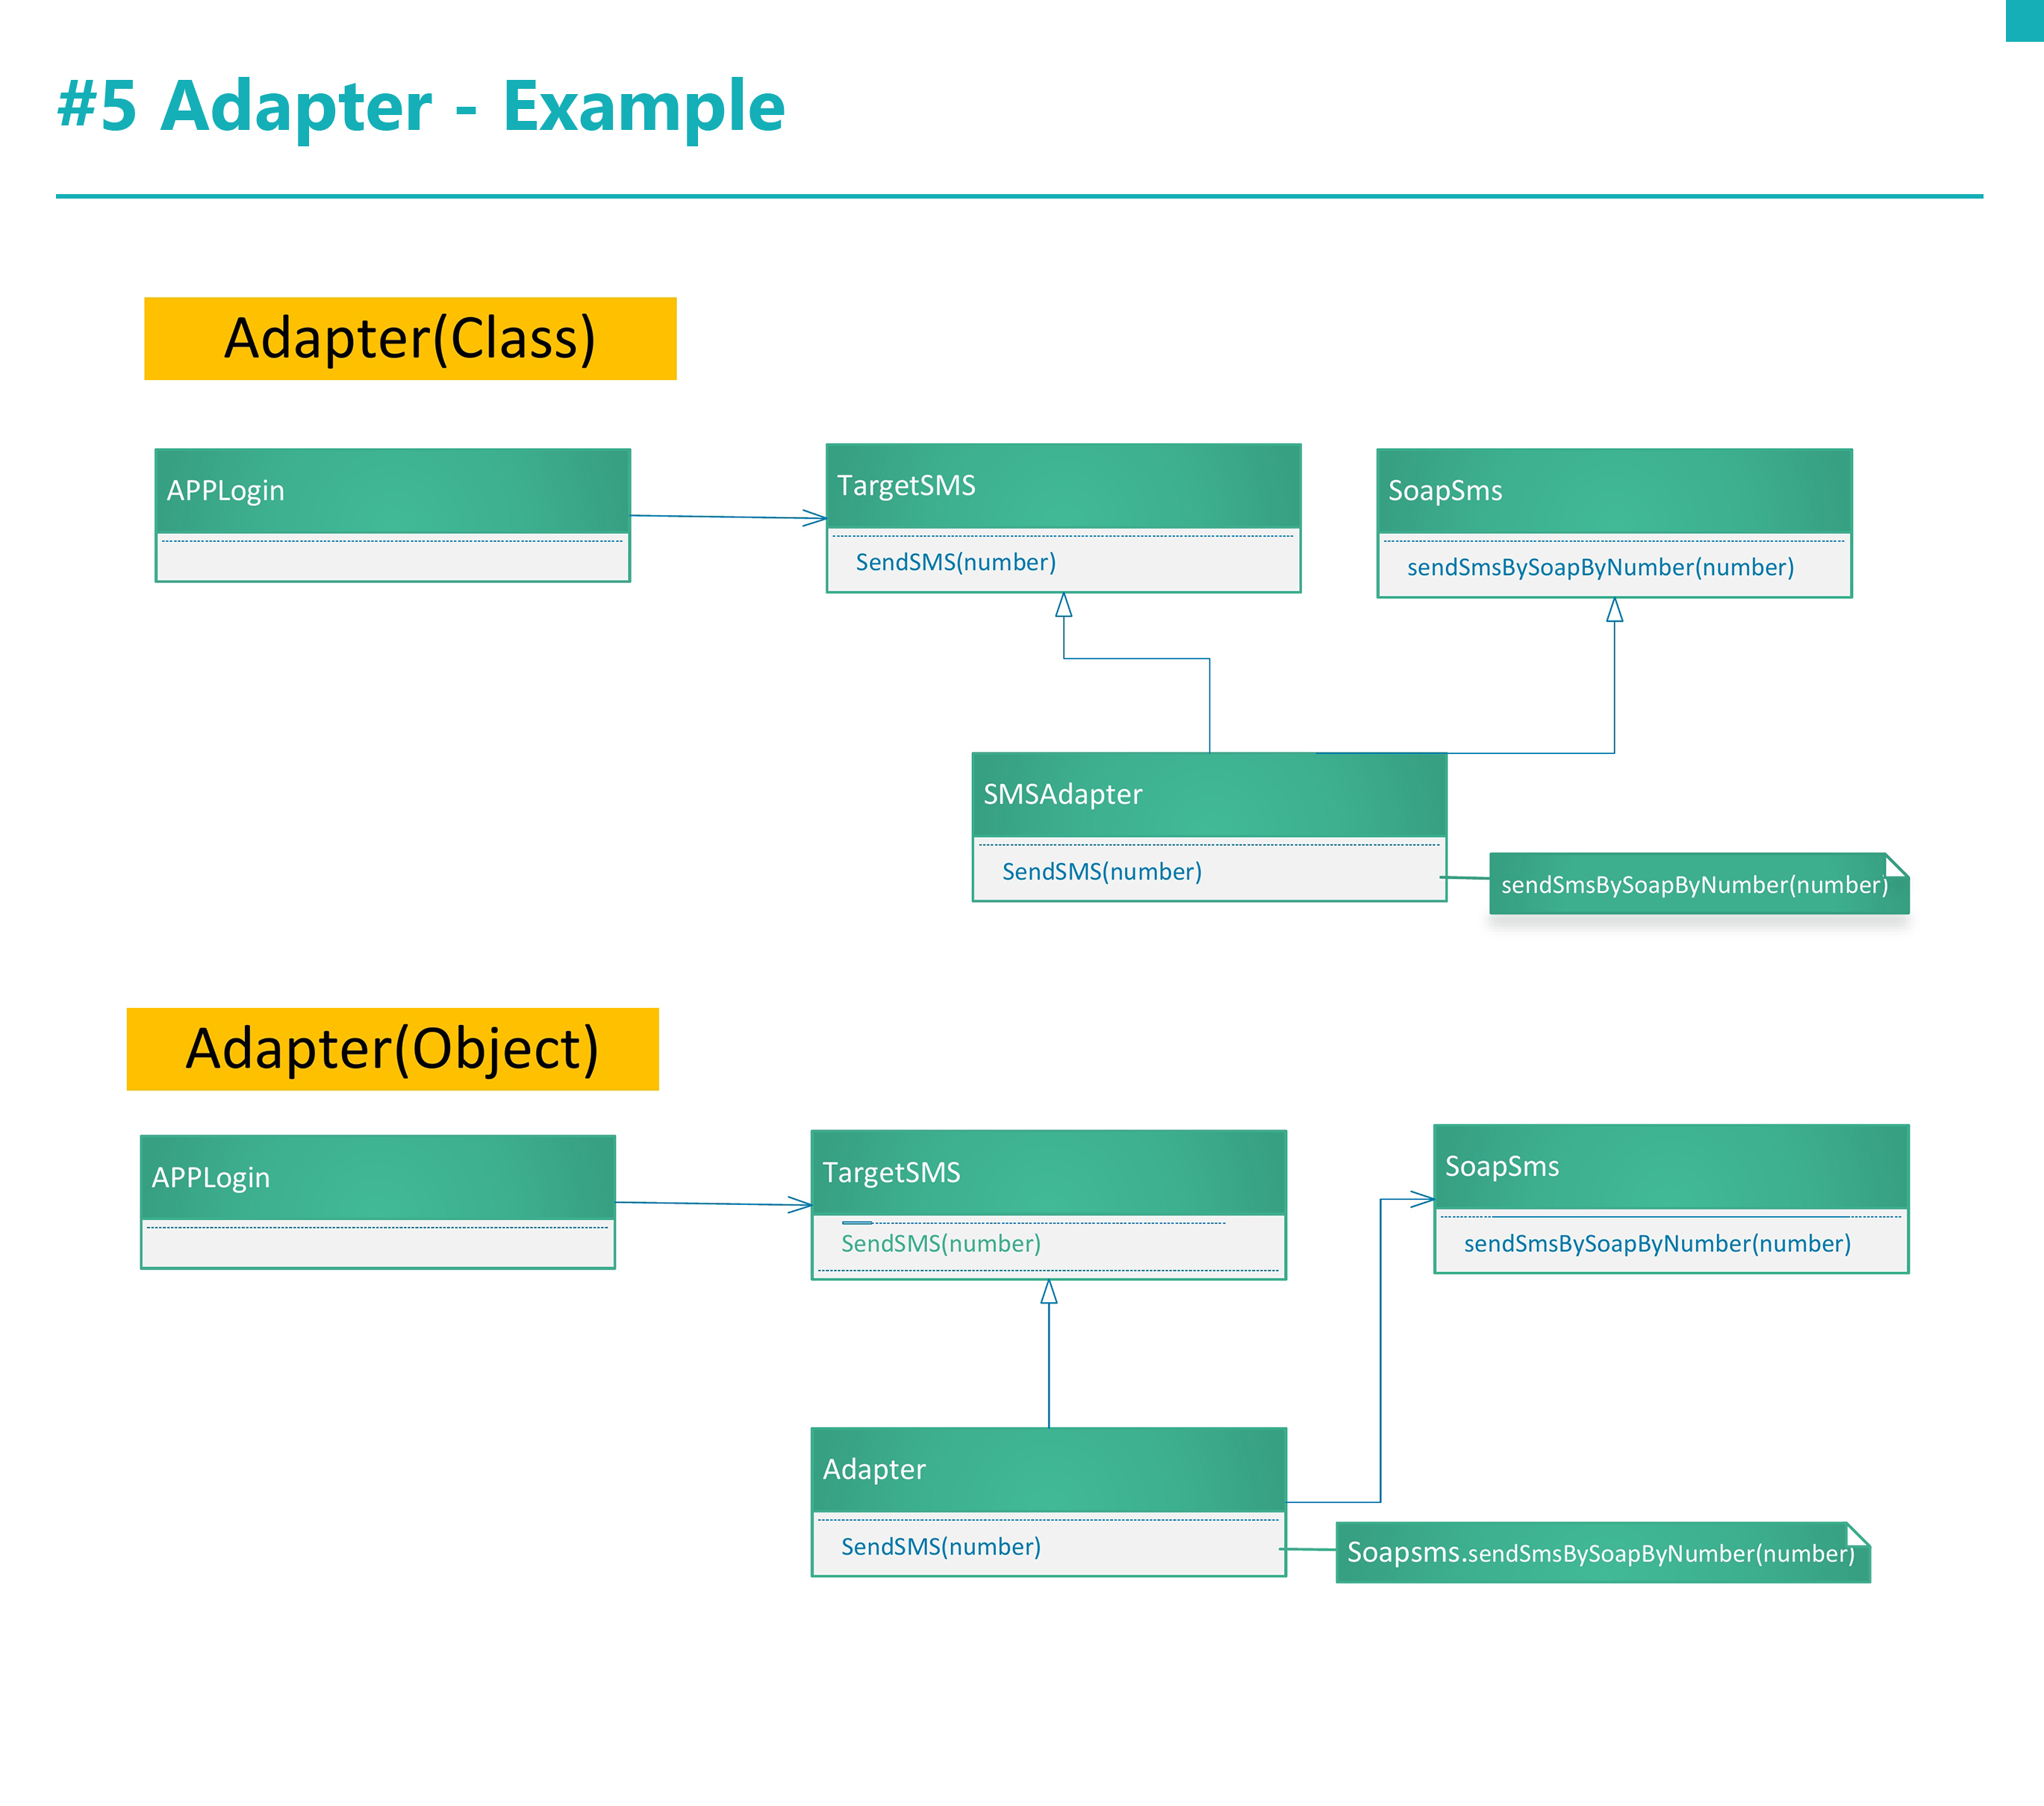 #5 Adapter - Example
Adapter(Class)
APPLogin
TargetSMS
SendSMS(number)
SoapSms
sendSmsBySoapByNumber(number)
SMSAdapter
SendSMS(number)
sendSmsBySoapByNumber(number)
Adapter(Object)
APPLogin
TargetSMS
SendSMS(number)
SoapSms
sendSmsBySoapByNumber(number)
Adapter
SendSMS(number)
Soapsms.sendSmsBySoapByNumber(number)